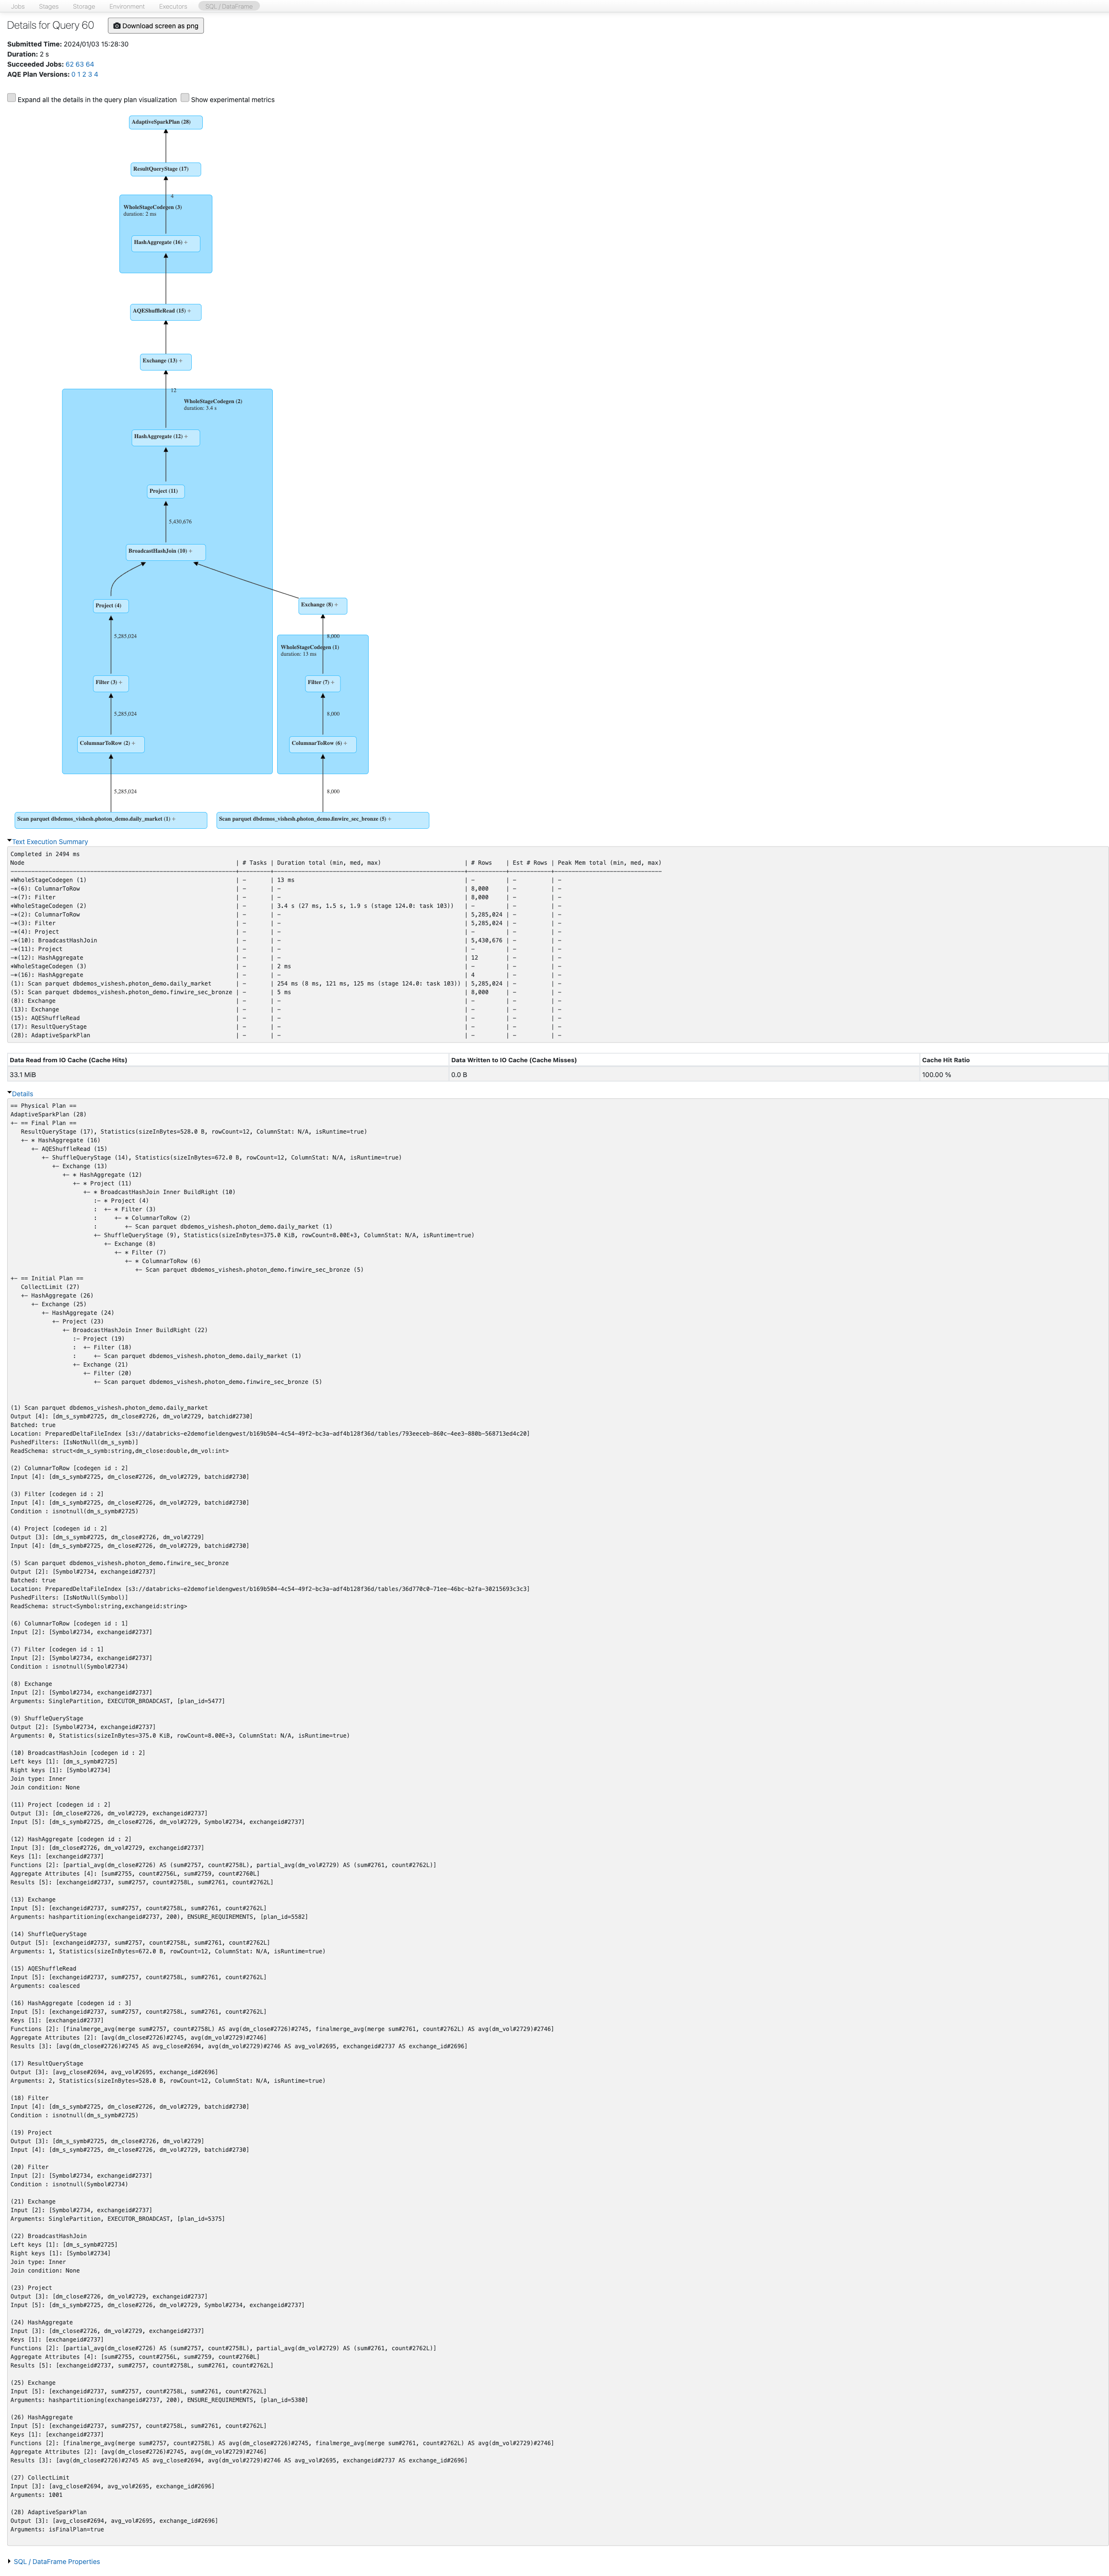 Jobs Stages Storage Environment Executors SQL / DataFrame
Details for Query 60 Download screen as png
Submitted Time: 2024/01/03 15:28:30
Duration: 2 s
Succeeded Jobs: 62 63 64
AQE Plan Versions: 0 1 2 3 4
Expand all the details in the query plan visualization Show experimental metrics
AdaptiveSparkPlan (28)
ResultQueryStage (17)
4
WholeStageCodegen (3)
duration: 2 ms
HashAggregate (16) +
AQEShuffleRead (15) +
Exchange (13) +
12
WholeStageCodegen (2)
duration: 3.4 s
HashAggregate (12) +
Project (11)
5,430,676
BroadcastHashJoin (10) +
Project (4)
Exchange (8) +
5,285,024
8,000
WholeStageCodegen (1)
duration: 13 ms
Filter (3) +
Filter (7) +
5,285,024
8,000
ColumnarToRow (2) +
ColumnarToRow (6) +
5,285,024
8,000
Scan parquet dbdemos_vishesh.photon_demo.daily_market (1) +
Scan parquet dbdemos_vishesh.photon_demo.finwire_sec_bronze (5) +
Text Execution Summary
Completed in 2494 ms
Node | # Tasks | Duration total (min, med, max) | # Rows | Est # Rows | Peak Mem total (min, med, max)
*WholeStageCodegen (1) | - | 13 ms | - | - | -
-*(6): ColumnarToRow | - | - | 8,000 | - | -
-*(7): Filter | - | - | 8,000 | - | -
*WholeStageCodegen (2) | - | 3.4 s (27 ms, 1.5 s, 1.9 s (stage 124.0: task 103)) | - | - | -
-*(2): ColumnarToRow | - | - | 5,285,024 | - | -
-*(3): Filter | - | - | 5,285,024 | - | -
-*(4): Project | - | - | - | - | -
-*(10): BroadcastHashJoin | - | - | 5,430,676 | - | -
-*(11): Project | - | - | - | - | -
-*(12): HashAggregate | - | - | 12 | - | -
*WholeStageCodegen (3) | - | 2 ms | - | - | -
-*(16): HashAggregate | - | - | 4 | - | -
(1): Scan parquet dbdemos_vishesh.photon_demo.daily_market | - | 254 ms (8 ms, 121 ms, 125 ms (stage 124.0: task 103)) | 5,285,024 | - | -
(5): Scan parquet dbdemos_vishesh.photon_demo.finwire_sec_bronze | - | 5 ms | 8,000 | - | -
(8): Exchange | - | - | - | - | -
(13): Exchange | - | - | - | - | -
(15): AQEShuffleRead | - | - | - | - | -
(17): ResultQueryStage | - | - | - | - | -
(28): AdaptiveSparkPlan | - | - | - | - | -
Data Read from IO Cache (Cache Hits) Data Written to IO Cache (Cache Misses) Cache Hit Ratio
33.1 MiB 0.0 B 100.00 %
Details
== Physical Plan ==
AdaptiveSparkPlan (28)
+- == Final Plan ==
ResultQueryStage (17), Statistics(sizeInBytes=528.0 B, rowCount=12, ColumnStat: N/A, isRuntime=true)
+- * HashAggregate (16)
+- AQEShuffleRead (15)
+- ShuffleQueryStage (14), Statistics(sizeInBytes=672.0 B, rowCount=12, ColumnStat: N/A, isRuntime=true)
+- Exchange (13)
+- * HashAggregate (12)
+- * Project (11)
+- * BroadcastHashJoin Inner BuildRight (10)
:- * Project (4)
: +- * Filter (3)
: +- * ColumnarToRow (2)
: +- Scan parquet dbdemos_vishesh.photon_demo.daily_market (1)
+- ShuffleQueryStage (9), Statistics(sizeInBytes=375.0 KiB, rowCount=8.00E+3, ColumnStat: N/A, isRuntime=true)
+- Exchange (8)
+- * Filter (7)
+- * ColumnarToRow (6)
+- Scan parquet dbdemos_vishesh.photon_demo.finwire_sec_bronze (5)
+- == Initial Plan ==
CollectLimit (27)
+- HashAggregate (26)
+- Exchange (25)
+- HashAggregate (24)
+- Project (23)
+- BroadcastHashJoin Inner BuildRight (22)
:- Project (19)
: +- Filter (18)
: +- Scan parquet dbdemos_vishesh.photon_demo.daily_market (1)
+- Exchange (21)
+- Filter (20)
+- Scan parquet dbdemos_vishesh.photon_demo.finwire_sec_bronze (5)
(1) Scan parquet dbdemos_vishesh.photon_demo.daily_market
Output [4]: [dm_s_symb#2725, dm_close#2726, dm_vol#2729, batchid#2730]
Batched: true
Location: PreparedDeltaFileIndex [s3://databricks-e2demofieldengwest/b169b504-4c54-49f2-bc3a-adf4b128f36d/tables/793eeceb-860c-4ee3-880b-568713ed4c20]
PushedFilters: [IsNotNull(dm_s_symb)]
ReadSchema: struct<dm_s_symb:string,dm_close:double,dm_vol:int>
(2) ColumnarToRow [codegen id : 2]
Input [4]: [dm_s_symb#2725, dm_close#2726, dm_vol#2729, batchid#2730]
(3) Filter [codegen id : 2]
Input [4]: [dm_s_symb#2725, dm_close#2726, dm_vol#2729, batchid#2730]
Condition : isnotnull(dm_s_symb#2725)
(4) Project [codegen id : 2]
Output [3]: [dm_s_symb#2725, dm_close#2726, dm_vol#2729]
Input [4]: [dm_s_symb#2725, dm_close#2726, dm_vol#2729, batchid#2730]
(5) Scan parquet dbdemos_vishesh.photon_demo.finwire_sec_bronze
Output [2]: [Symbol#2734, exchangeid#2737]
Batched: true
Location: PreparedDeltaFileIndex [s3://databricks-e2demofieldengwest/b169b504-4c54-49f2-bc3a-adf4b128f36d/tables/36d770c0-71ee-46bc-b2fa-30215693c3c3]
PushedFilters: [IsNotNull(Symbol)]
ReadSchema: struct<Symbol:string,exchangeid:string>
(6) ColumnarToRow [codegen id : 1]
Input [2]: [Symbol#2734, exchangeid#2737]
(7) Filter [codegen id : 1]
Input [2]: [Symbol#2734, exchangeid#2737]
Condition : isnotnull(Symbol#2734)
(8) Exchange
Input [2]: [Symbol#2734, exchangeid#2737]
Arguments: SinglePartition, EXECUTOR_BROADCAST, [plan_id=5477]
(9) ShuffleQueryStage
Output [2]: [Symbol#2734, exchangeid#2737]
Arguments: 0, Statistics(sizeInBytes=375.0 KiB, rowCount=8.00E+3, ColumnStat: N/A, isRuntime=true)
(10) BroadcastHashJoin [codegen id : 2]
Left keys [1]: [dm_s_symb#2725]
Right keys [1]: [Symbol#2734]
Join type: Inner
Join condition: None
(11) Project [codegen id : 2]
Output [3]: [dm_close#2726, dm_vol#2729, exchangeid#2737]
Input [5]: [dm_s_symb#2725, dm_close#2726, dm_vol#2729, Symbol#2734, exchangeid#2737]
(12) HashAggregate [codegen id : 2]
Input [3]: [dm_close#2726, dm_vol#2729, exchangeid#2737]
Keys [1]: [exchangeid#2737]
Functions [2]: [partial_avg(dm_close#2726) AS (sum#2757, count#2758L), partial_avg(dm_vol#2729) AS (sum#2761, count#2762L)]
Aggregate Attributes [4]: [sum#2755, count#2756L, sum#2759, count#2760L]
Results [5]: [exchangeid#2737, sum#2757, count#2758L, sum#2761, count#2762L]
(13) Exchange
Input [5]: [exchangeid#2737, sum#2757, count#2758L, sum#2761, count#2762L]
Arguments: hashpartitioning(exchangeid#2737, 200), ENSURE_REQUIREMENTS, [plan_id=5582]
(14) ShuffleQueryStage
Output [5]: [exchangeid#2737, sum#2757, count#2758L, sum#2761, count#2762L]
Arguments: 1, Statistics(sizeInBytes=672.0 B, rowCount=12, ColumnStat: N/A, isRuntime=true)
(15) AQEShuffleRead
Input [5]: [exchangeid#2737, sum#2757, count#2758L, sum#2761, count#2762L]
Arguments: coalesced
(16) HashAggregate [codegen id : 3]
Input [5]: [exchangeid#2737, sum#2757, count#2758L, sum#2761, count#2762L]
Keys [1]: [exchangeid#2737]
Functions [2]: [finalmerge_avg(merge sum#2757, count#2758L) AS avg(dm_close#2726)#2745, finalmerge_avg(merge sum#2761, count#2762L) AS avg(dm_vol#2729)#2746]
Aggregate Attributes [2]: [avg(dm_close#2726)#2745, avg(dm_vol#2729)#2746]
Results [3]: [avg(dm_close#2726)#2745 AS avg_close#2694, avg(dm_vol#2729)#2746 AS avg_vol#2695, exchangeid#2737 AS exchange_id#2696]
(17) ResultQueryStage
Output [3]: [avg_close#2694, avg_vol#2695, exchange_id#2696]
Arguments: 2, Statistics(sizeInBytes=528.0 B, rowCount=12, ColumnStat: N/A, isRuntime=true)
(18) Filter
Input [4]: [dm_s_symb#2725, dm_close#2726, dm_vol#2729, batchid#2730]
Condition : isnotnull(dm_s_symb#2725)
(19) Project
Output [3]: [dm_s_symb#2725, dm_close#2726, dm_vol#2729]
Input [4]: [dm_s_symb#2725, dm_close#2726, dm_vol#2729, batchid#2730]
(20) Filter
Input [2]: [Symbol#2734, exchangeid#2737]
Condition : isnotnull(Symbol#2734)
(21) Exchange
Input [2]: [Symbol#2734, exchangeid#2737]
Arguments: SinglePartition, EXECUTOR_BROADCAST, [plan_id=5375]
(22) BroadcastHashJoin
Left keys [1]: [dm_s_symb#2725]
Right keys [1]: [Symbol#2734]
Join type: Inner
Join condition: None
(23) Project
Output [3]: [dm_close#2726, dm_vol#2729, exchangeid#2737]
Input [5]: [dm_s_symb#2725, dm_close#2726, dm_vol#2729, Symbol#2734, exchangeid#2737]
(24) HashAggregate
Input [3]: [dm_close#2726, dm_vol#2729, exchangeid#2737]
Keys [1]: [exchangeid#2737]
Functions [2]: [partial_avg(dm_close#2726) AS (sum#2757, count#2758L), partial_avg(dm_vol#2729) AS (sum#2761, count#2762L)]
Aggregate Attributes [4]: [sum#2755, count#2756L, sum#2759, count#2760L]
Results [5]: [exchangeid#2737, sum#2757, count#2758L, sum#2761, count#2762L]
(25) Exchange
Input [5]: [exchangeid#2737, sum#2757, count#2758L, sum#2761, count#2762L]
Arguments: hashpartitioning(exchangeid#2737, 200), ENSURE_REQUIREMENTS, [plan_id=5380]
(26) HashAggregate
Input [5]: [exchangeid#2737, sum#2757, count#2758L, sum#2761, count#2762L]
Keys [1]: [exchangeid#2737]
Functions [2]: [finalmerge_avg(merge sum#2757, count#2758L) AS avg(dm_close#2726)#2745, finalmerge_avg(merge sum#2761, count#2762L) AS avg(dm_vol#2729)#2746]
Aggregate Attributes [2]: [avg(dm_close#2726)#2745, avg(dm_vol#2729)#2746]
Results [3]: [avg(dm_close#2726)#2745 AS avg_close#2694, avg(dm_vol#2729)#2746 AS avg_vol#2695, exchangeid#2737 AS exchange_id#2696]
(27) CollectLimit
Input [3]: [avg_close#2694, avg_vol#2695, exchange_id#2696]
Arguments: 1001
(28) AdaptiveSparkPlan
Output [3]: [avg_close#2694, avg_vol#2695, exchange_id#2696]
Arguments: isFinalPlan=true
SQL / DataFrame Properties